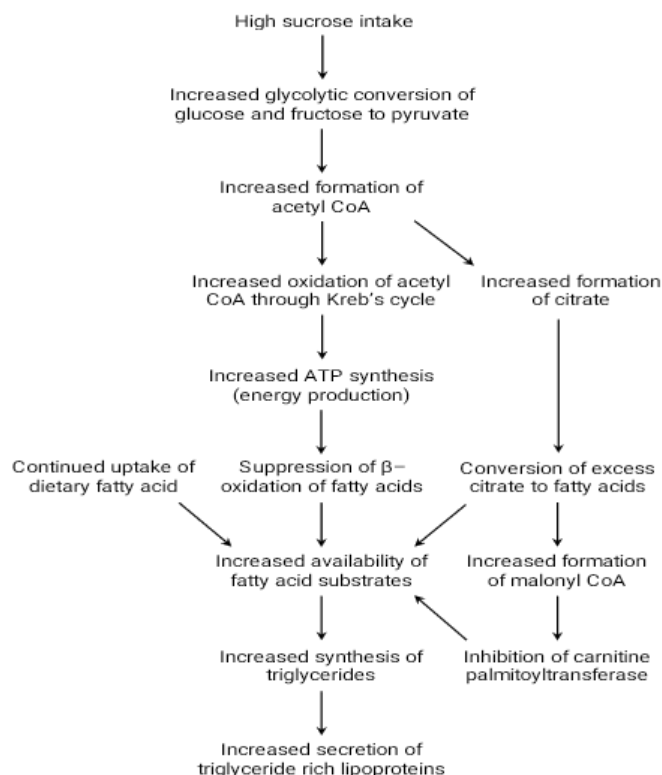 High sucrose intake
Increased glycolytic conversion of
glucose and fructose to pyruvate
Increased formation of
acetyl CoA
Increased oxidation of acetyl
CoA through Kreb's cycle
Increased formation
of citrate
Increased ATP synthesis
(energy production)
Continued uptake of
dietary fatty acid
Suppression of β–
oxidation of fatty acids
Conversion of excess
citrate to fatty acids
Increased availability of
fatty acid substrates
Increased formation
of malonyl CoA
Increased synthesis of
triglycerides
Inhibition of carnitine
palmitoyltransferase
Increased secretion of
triglyceride rich lipoproteins